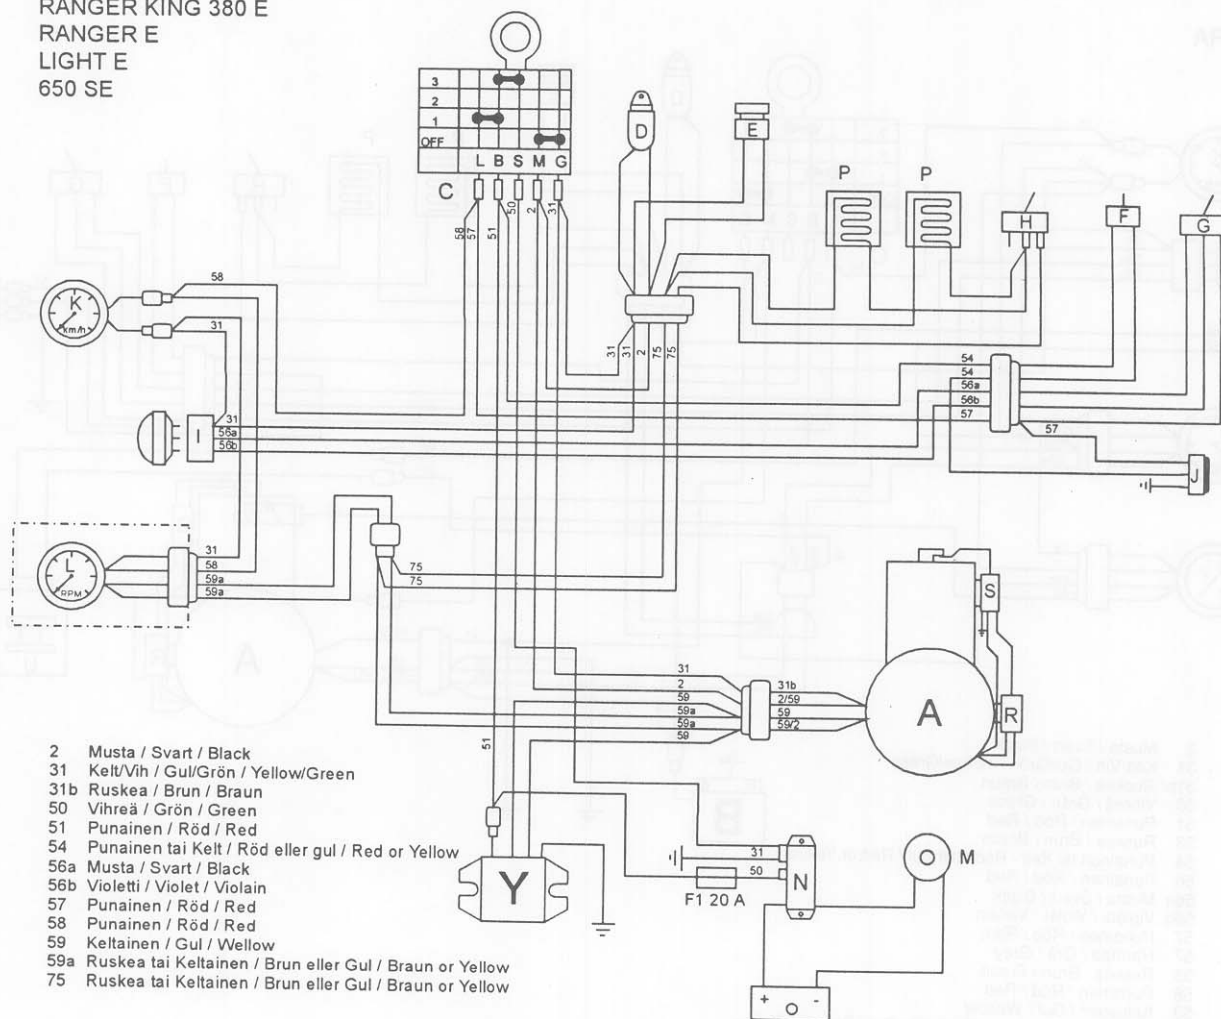 RANGER KING 380 E
RANGER E
LIGHT E
650 SE
3
2
1
OFF
L B S M G
C
58
57
51
50
2
31
D
E
P
P
H
F
G
K
km/h
58
31
31
31
2
75
75
54
54
56a
56b
57
57
J
I
31
56a
56b
L
RPM
31
58
59a
59a
75
75
S
R
A
31
2
59
59a
59a
59
31b
2/59
59
59/2
51
Y
31
50
F1 20 A
N
M
+ -
2 Musta / Svart / Black
31 Kelt/Vih / Gul/Grön / Yellow/Green
31b Ruskea / Brun / Braun
50 Vihreä / Grön / Green
51 Punainen / Röd / Red
54 Punainen tai Kelt / Röd eller gul / Red or Yellow
56a Musta / Svart / Black
56b Violetti / Violet / Violain
57 Punainen / Röd / Red
58 Punainen / Röd / Red
59 Keltainen / Gul / Wellow
59a Ruskea tai Keltainen / Brun eller Gul / Braun or Yellow
75 Ruskea tai Keltainen / Brun eller Gul / Braun or Yellow